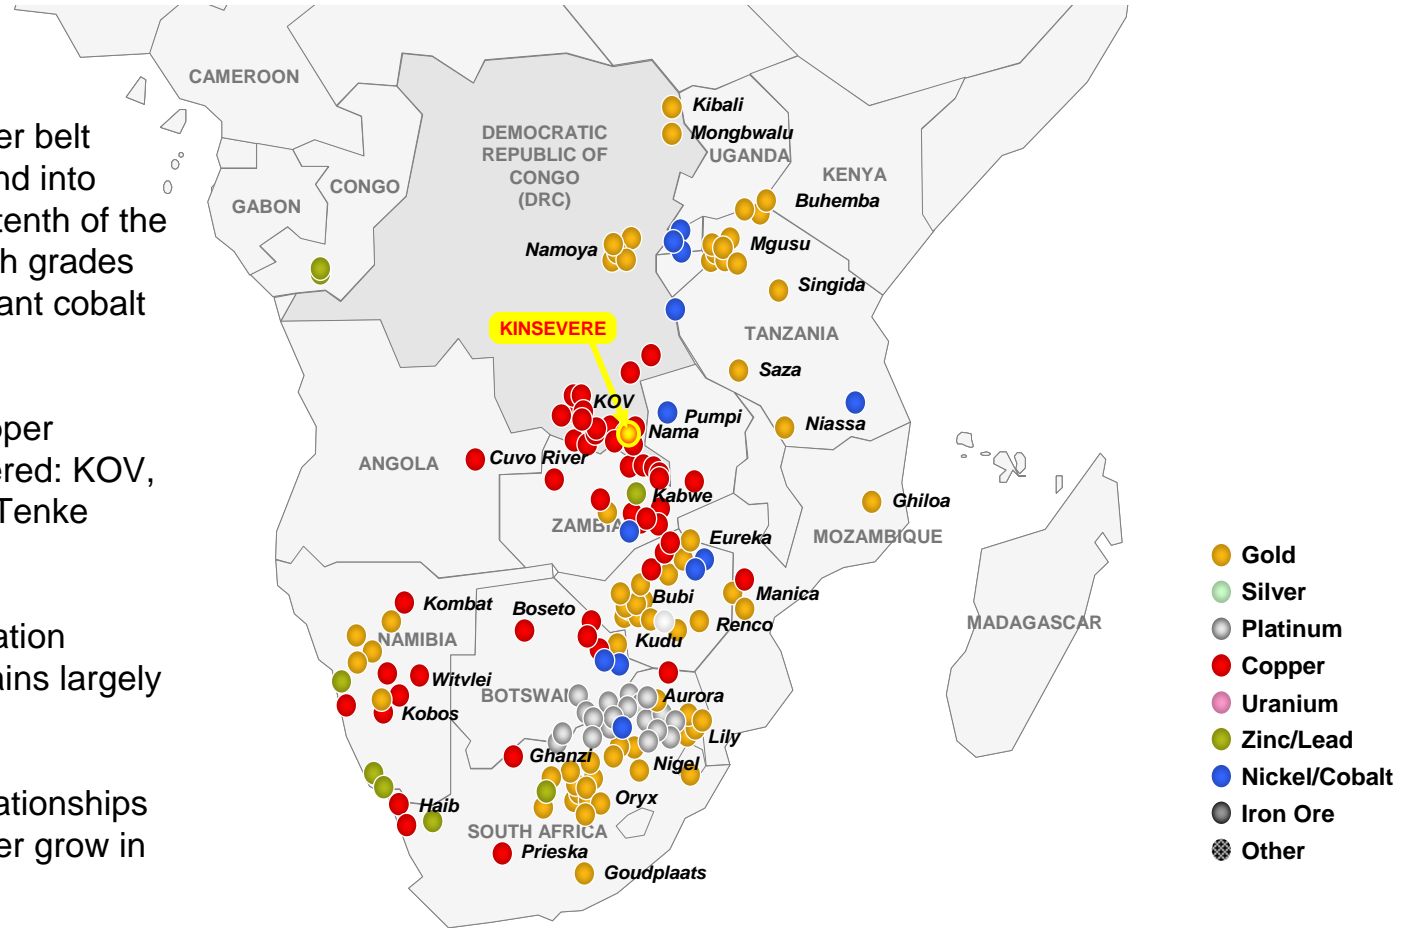 er belt
nd into
tenth of the
h grades
ant cobalt
pper
ered: KOV,
Tenke
ation
ains largely
lationships
er grow in
CAMEROON
GABON
CONGO
DEMOCRATIC
REPUBLIC OF
CONGO
(DRC)
Kibali
Mongbwalu
UGANDA
KENYA
Buhemba
Namoya
Mgusu
Singida
KINSEVERE
TANZANIA
Saza
KOV
Pumpi
Nama
Niassa
ANGOLA
Cuvo River
Kabwe
Ghiloa
ZAMBIA
Eureka
MOZAMBIQUE
Kombat
Boseto
Bubi
Manica
Renco
NAMIBIA
Kudu
MADAGASCAR
Witvlei
BOTSWAN
Aurora
Kobos
Lily
Ghanzi
Nigel
Haib
Oryx
SOUTH AFRICA
Prieska
Goudplaats
Gold
Silver
Platinum
Copper
Uranium
Zinc/Lead
Nickel/Cobalt
Iron Ore
Other